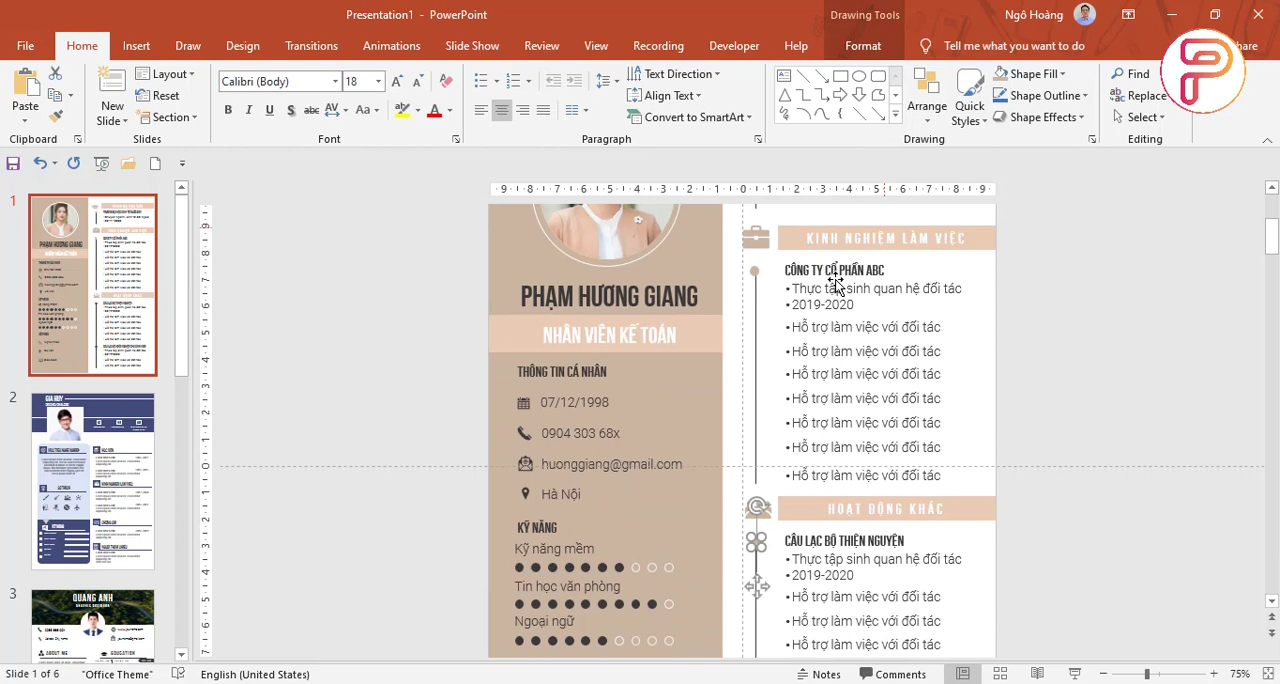 Presentation1 - PowerPoint
Drawing Tools
Ngô Hoàng
File Home Insert Draw Design Transitions Animations Slide Show Review View Recording Developer Help Format Tell me what you want to do
Paste
New Slide
Layout
Reset
Section
Calibri (Body) 18
Text Direction
Align Text
Convert to SmartArt
Arrange
Quick Styles
Shape Fill
Shape Outline
Shape Effects
Find
Replace
Select
Clipboard Slides Font Paragraph Drawing Editing
1
2
GIA HUY
3
QUANG ANH
ABOUT ME
EDUCATION
PHẠM HƯƠNG GIANG
NHÂN VIÊN KẾ TOÁN
THÔNG TIN CÁ NHÂN
07/12/1998
0904 303 68x
huonggiang@gmail.com
Hà Nội
KỸ NĂNG
Kỹ năng mềm
Tin học văn phòng
Ngoại ngữ
NGHIỆM LÀM VIỆC
CÔNG TY CỔ PHẦN ABC
•Thực tập sinh quan hệ đối tác
•2019-2020
•Hỗ trợ làm việc với đối tác
•Hỗ trợ làm việc với đối tác
•Hỗ trợ làm việc với đối tác
•Hỗ trợ làm việc với đối tác
•Hỗ trợ làm việc với đối tác
•Hỗ trợ làm việc với đối tác
•Hỗ trợ làm việc với đối tác
HOẠT ĐỘNG KHÁC
CÂU LẠC BỘ THIỆN NGUYỆN
•Thực tập sinh quan hệ đối tác
•2019-2020
•Hỗ trợ làm việc với đối tác
•Hỗ trợ làm việc với đối tác
•Hỗ trợ làm việc với đối tác
Slide 1 of 6 "Office Theme" English (United States) Notes Comments 75%